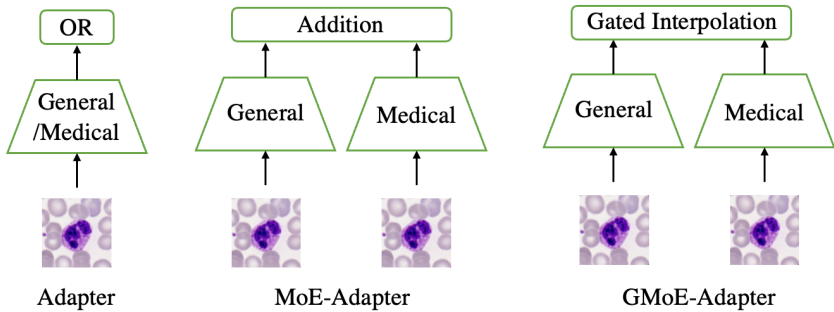 OR
General
/Medical
Adapter
Addition
General
Medical
MoE-Adapter
Gated Interpolation
General
Medical
GMoE-Adapter